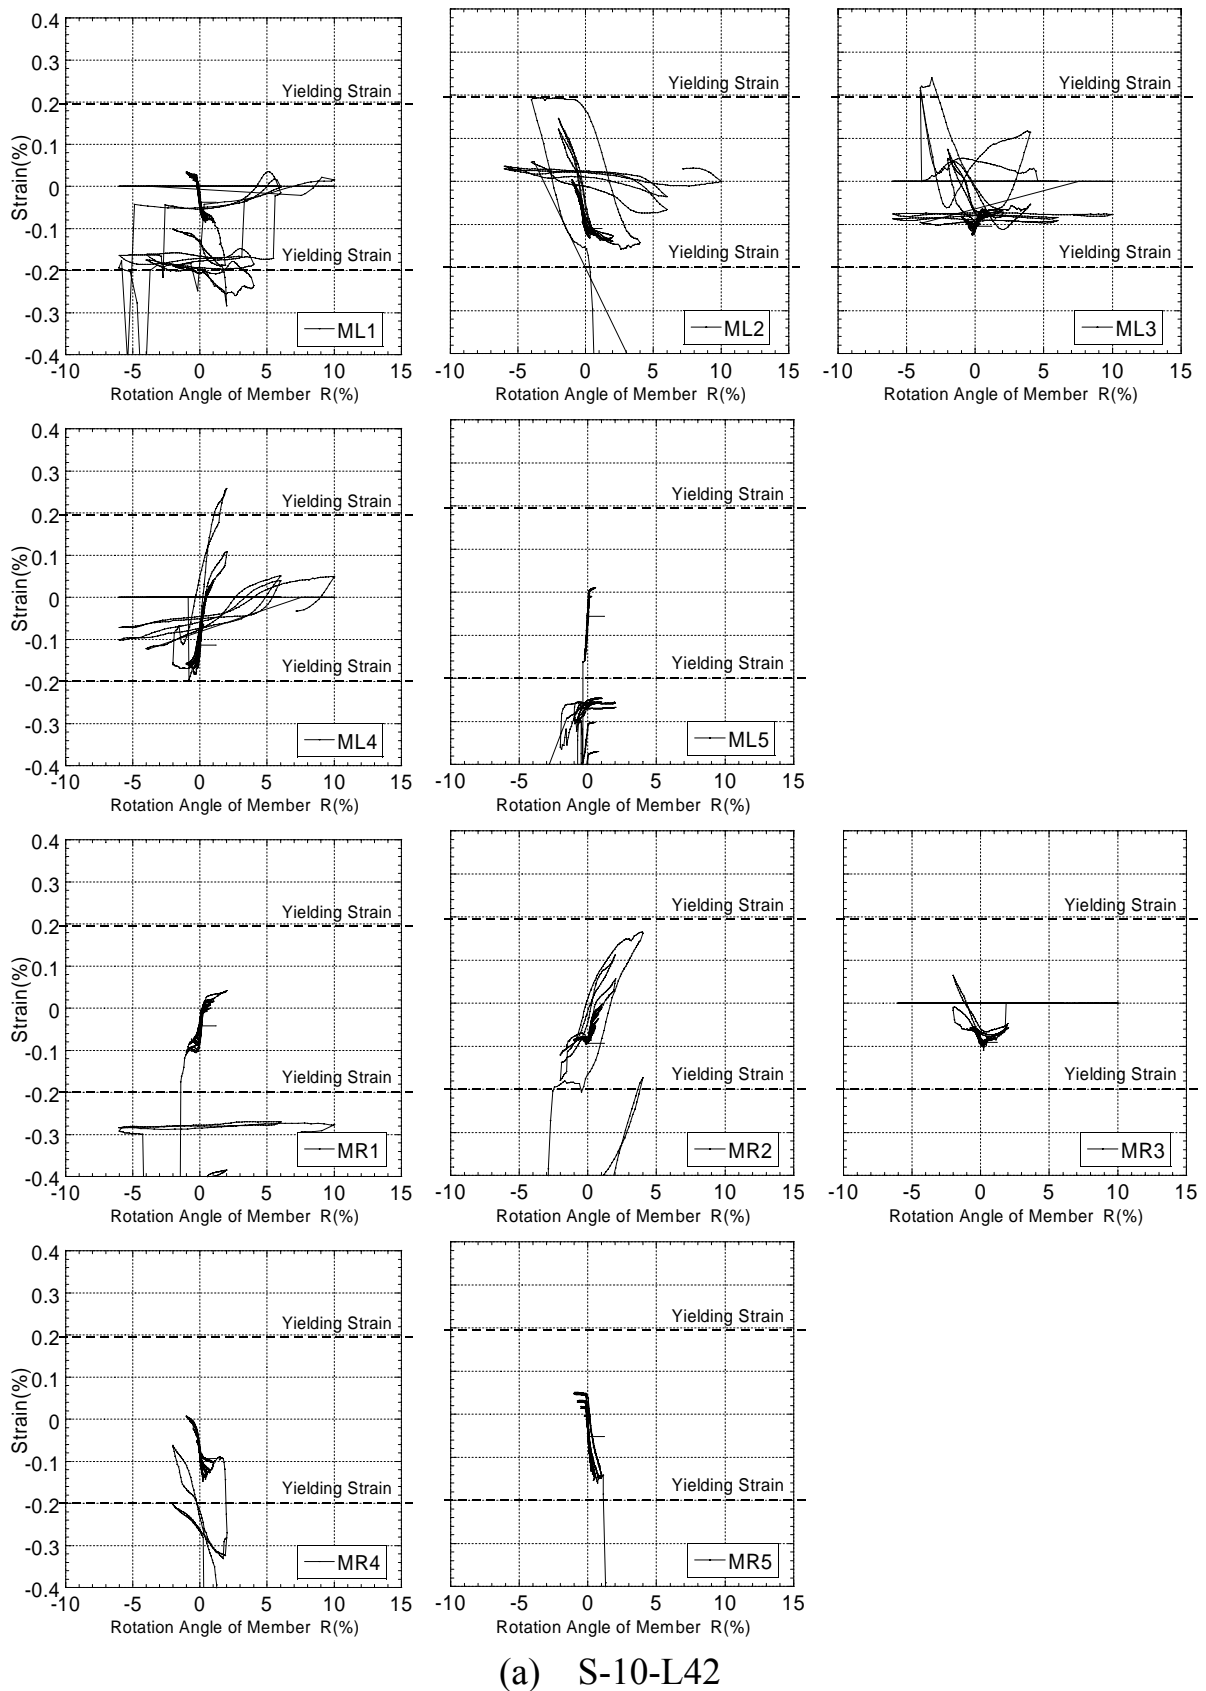 0.4
0.3
0.2
0.1
0
-0.1
-0.2
-0.3
-0.4
Strain(%)
Yielding Strain
Yielding Strain
ML1
-10 -5 0 5 10 15
Rotation Angle of Member R(%)
Yielding Strain
Yielding Strain
ML2
-10 -5 0 5 10 15
Rotation Angle of Member R(%)
Yielding Strain
Yielding Strain
ML3
-10 -5 0 5 10 15
Rotation Angle of Member R(%)
0.4
0.3
0.2
0.1
0
-0.1
-0.2
-0.3
-0.4
Strain(%)
Yielding Strain
Yielding Strain
ML4
-10 -5 0 5 10 15
Rotation Angle of Member R(%)
Yielding Strain
Yielding Strain
ML5
-10 -5 0 5 10 15
Rotation Angle of Member R(%)
0.4
0.3
0.2
0.1
0
-0.1
-0.2
-0.3
-0.4
Strain(%)
Yielding Strain
Yielding Strain
MR1
-10 -5 0 5 10 15
Rotation Angle of Member R(%)
Yielding Strain
Yielding Strain
MR2
-10 -5 0 5 10 15
Rotation Angle of Member R(%)
Yielding Strain
Yielding Strain
MR3
-10 -5 0 5 10 15
Rotation Angle of Member R(%)
0.4
0.3
0.2
0.1
0
-0.1
-0.2
-0.3
-0.4
Strain(%)
Yielding Strain
Yielding Strain
MR4
-10 -5 0 5 10 15
Rotation Angle of Member R(%)
Yielding Strain
Yielding Strain
MR5
-10 -5 0 5 10 15
Rotation Angle of Member R(%)
(a) S-10-L42